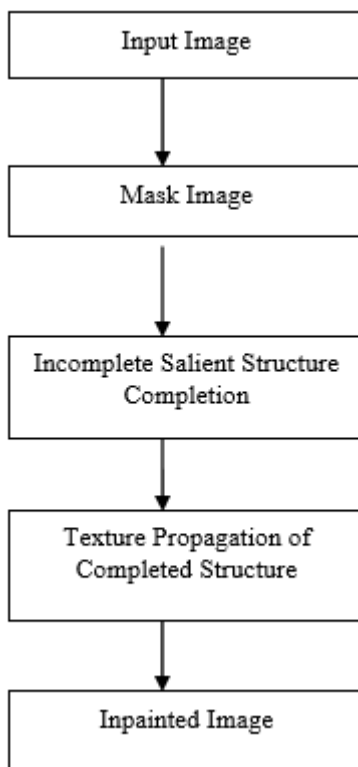 Input Image
Mask Image
Incomplete Salient Structure
Completion
Texture Propagation of
Completed Structure
Inpainted Image